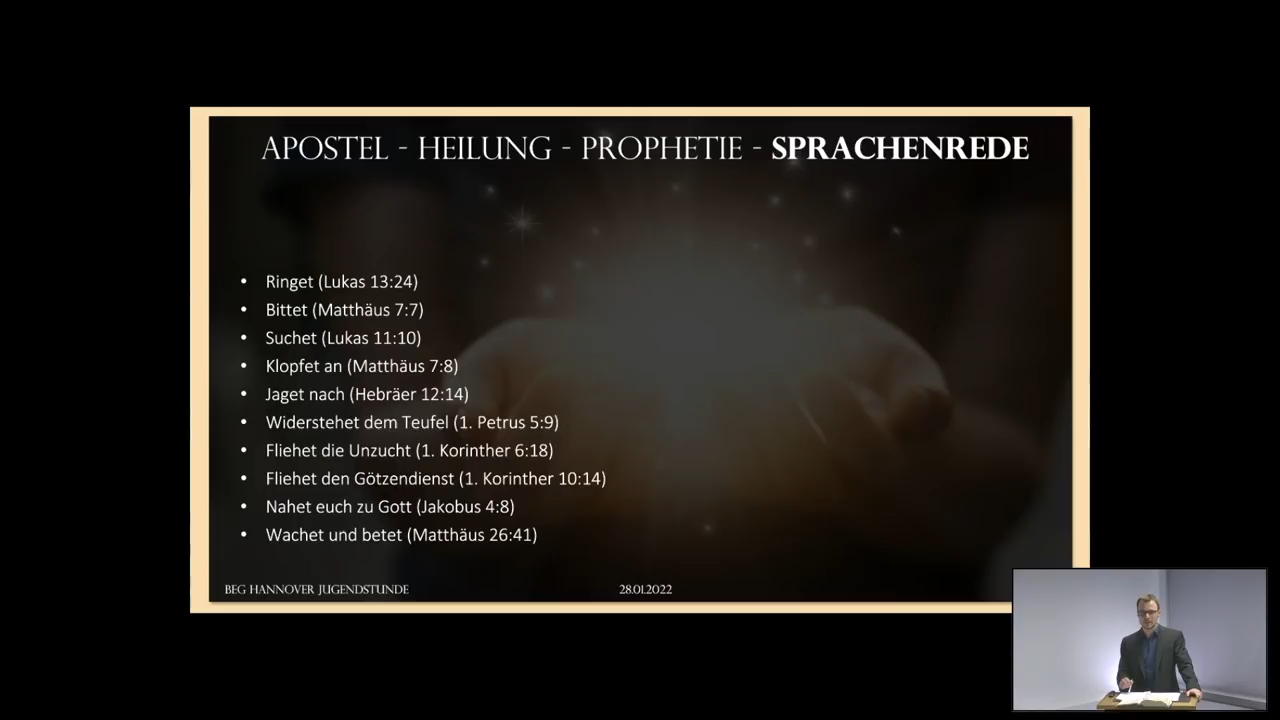 APOSTEL - HEILUNG - PROPHETIE - SPRACHENREDE
• Ringet (Lukas 13:24)
• Bittet (Matthäus 7:7)
• Suchet (Lukas 11:10)
• Klopfet an (Matthäus 7:8)
• Jaget nach (Hebräer 12:14)
• Widerstehet dem Teufel (1. Petrus 5:9)
• Fliehet die Unzucht (1. Korinther 6:18)
• Fliehet den Götzendienst (1. Korinther 10:14)
• Nahet euch zu Gott (Jakobus 4:8)
• Wachet und betet (Matthäus 26:41)
BEG HANNOVER JUGENDSTUNDE
28.01.2022